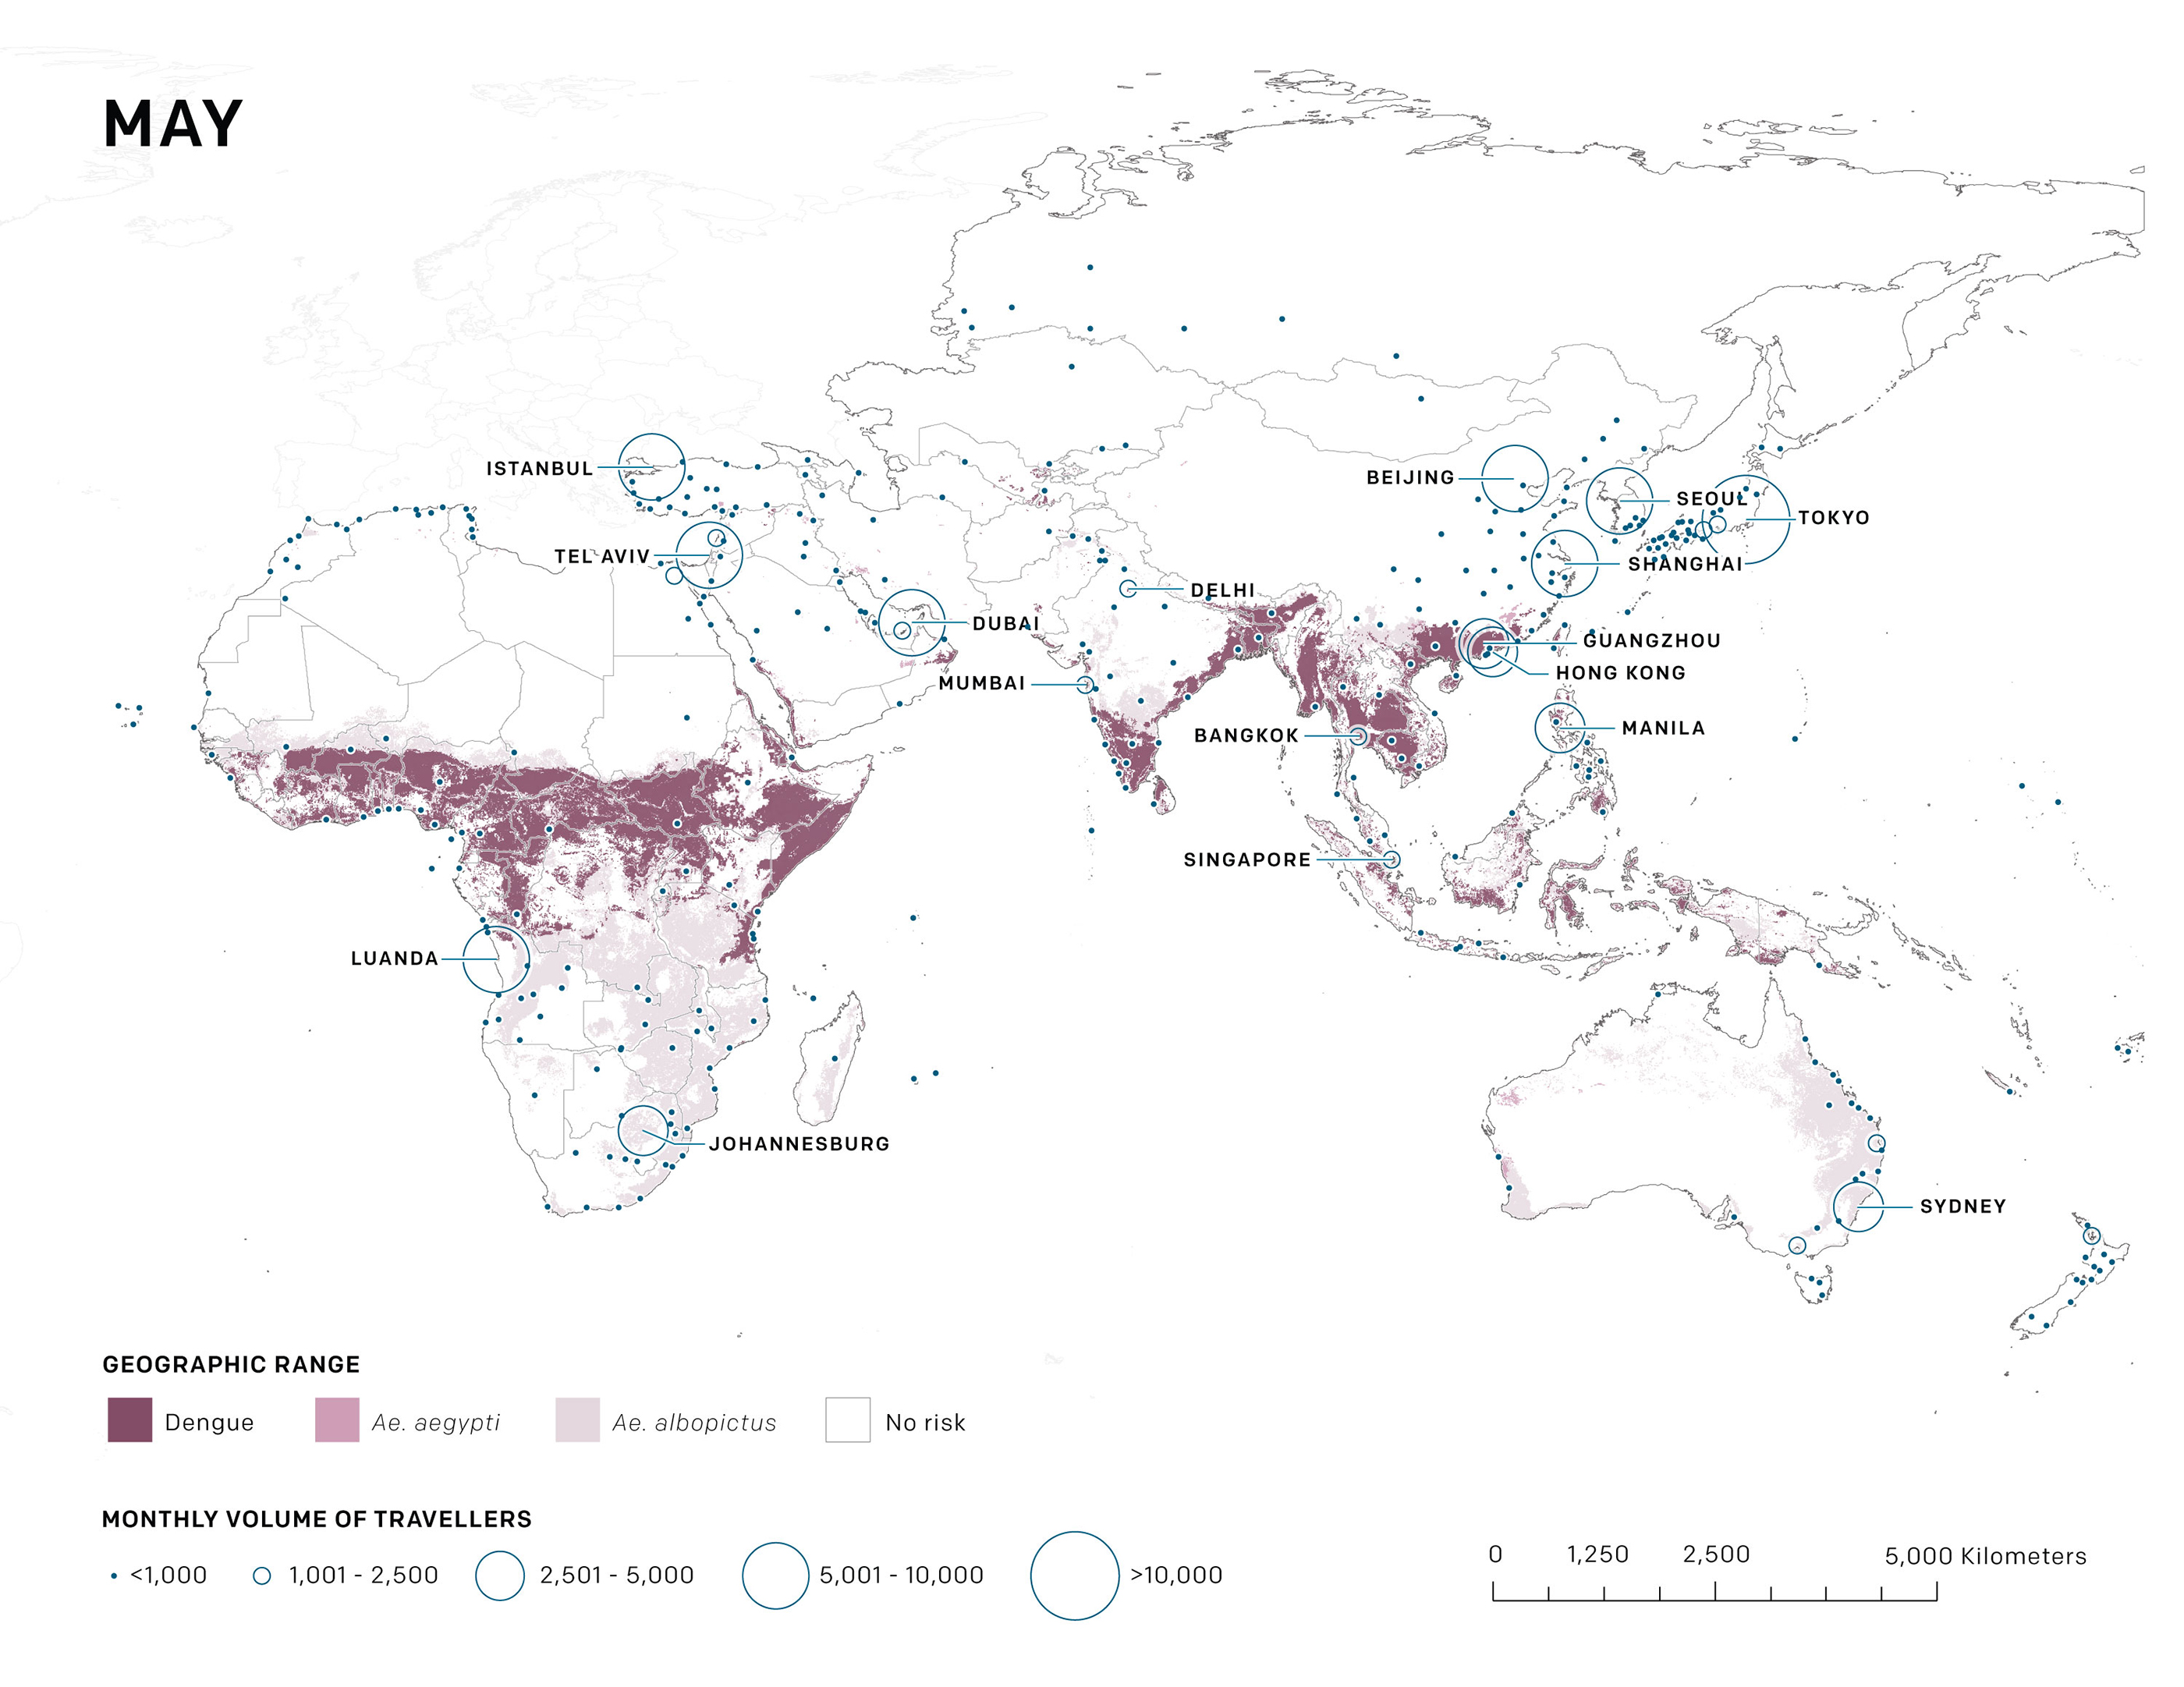 MAY
ISTANBUL
BEIJING
SEOUL
TOKYO
TEL AVIV
SHANGHAI
DELHI
DUBAI
GUANGZHOU
HONG KONG
MUMBAI
MANILA
BANGKOK
SINGAPORE
LUANDA
JOHANNESBURG
SYDNEY
GEOGRAPHIC RANGE
Dengue Ae. aegypti Ae. albopictus No risk
MONTHLY VOLUME OF TRAVELLERS
<1,000 1,001 - 2,500 2,501 - 5,000 5,001 - 10,000 >10,000
0 1,250 2,500 5,000 Kilometers